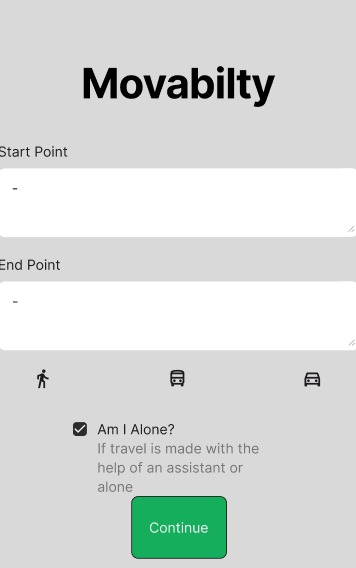 Movabilty
Start Point
-
End Point
-
Am I Alone?
If travel is made with the
help of an assistant or
alone
Continue